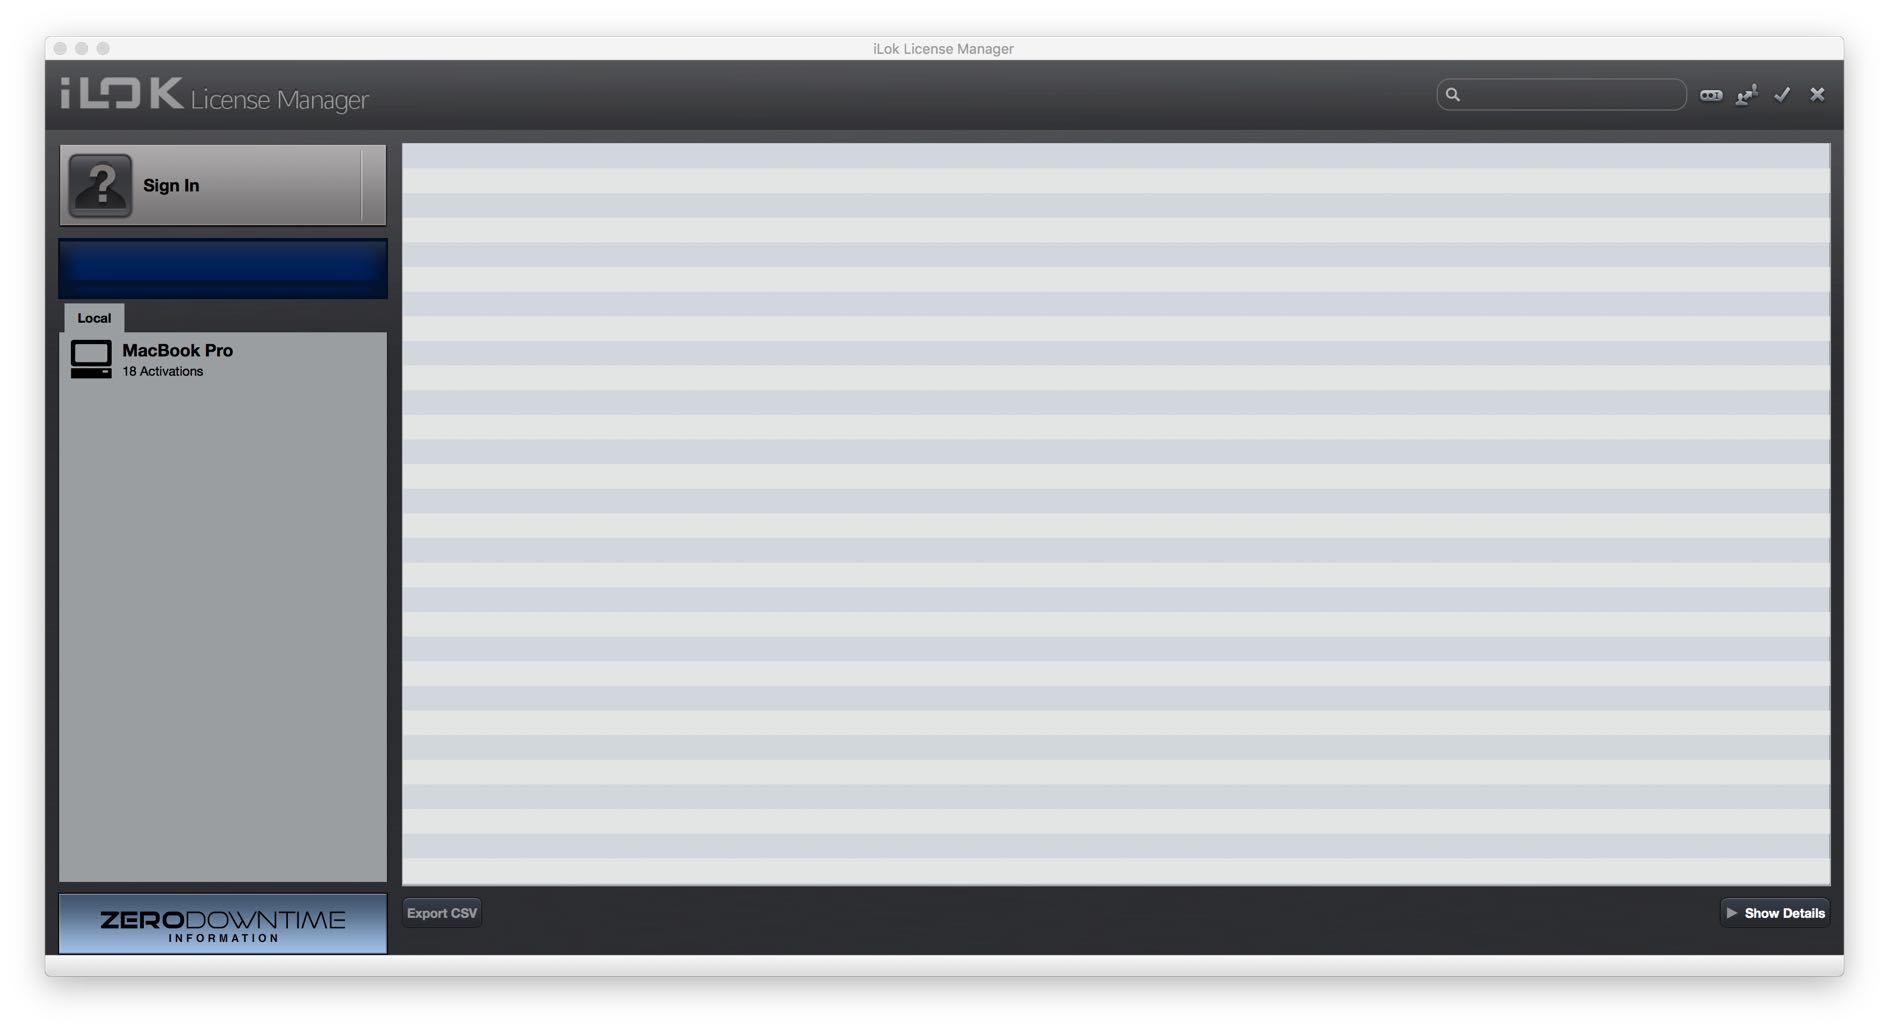 iLok License Manager
iLOK License Manager
Sign In
Local
MacBook Pro
18 Activations
ZERODOWNTIME
INFORMATION
Export CSV
Show Details